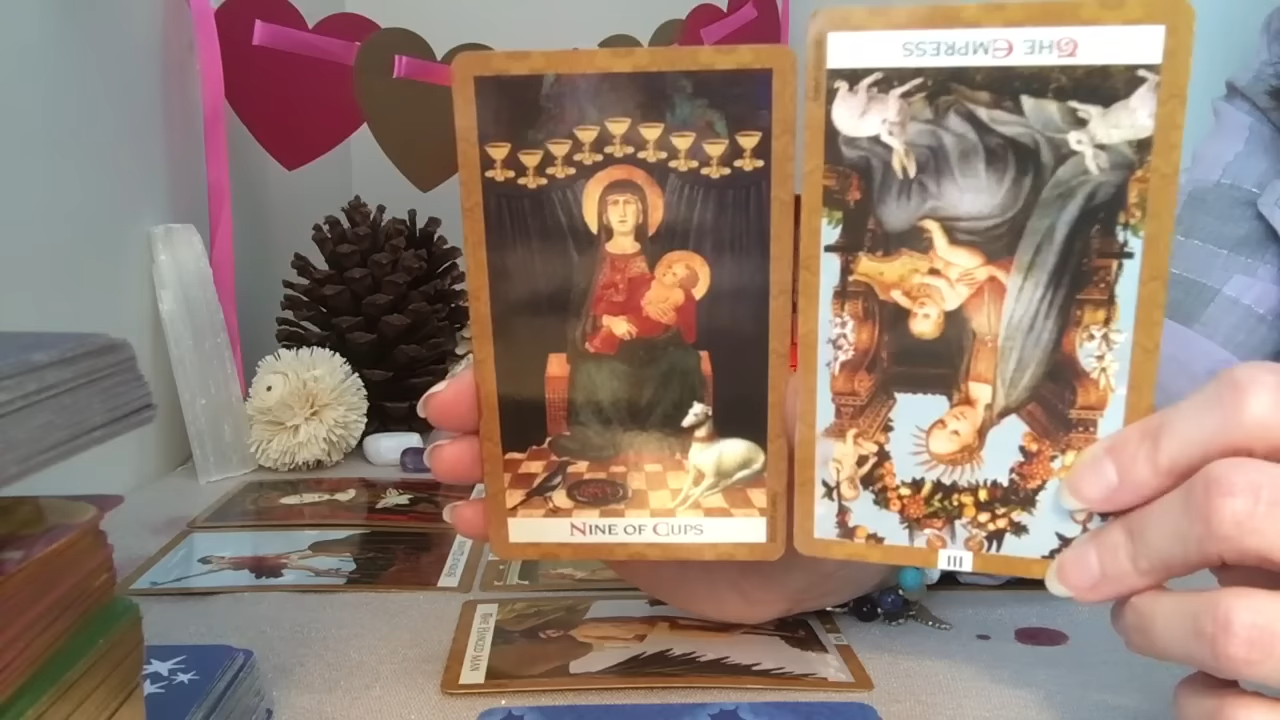 THE EMPRESS
NINE OF CUPS
III
THE HANGED MAN